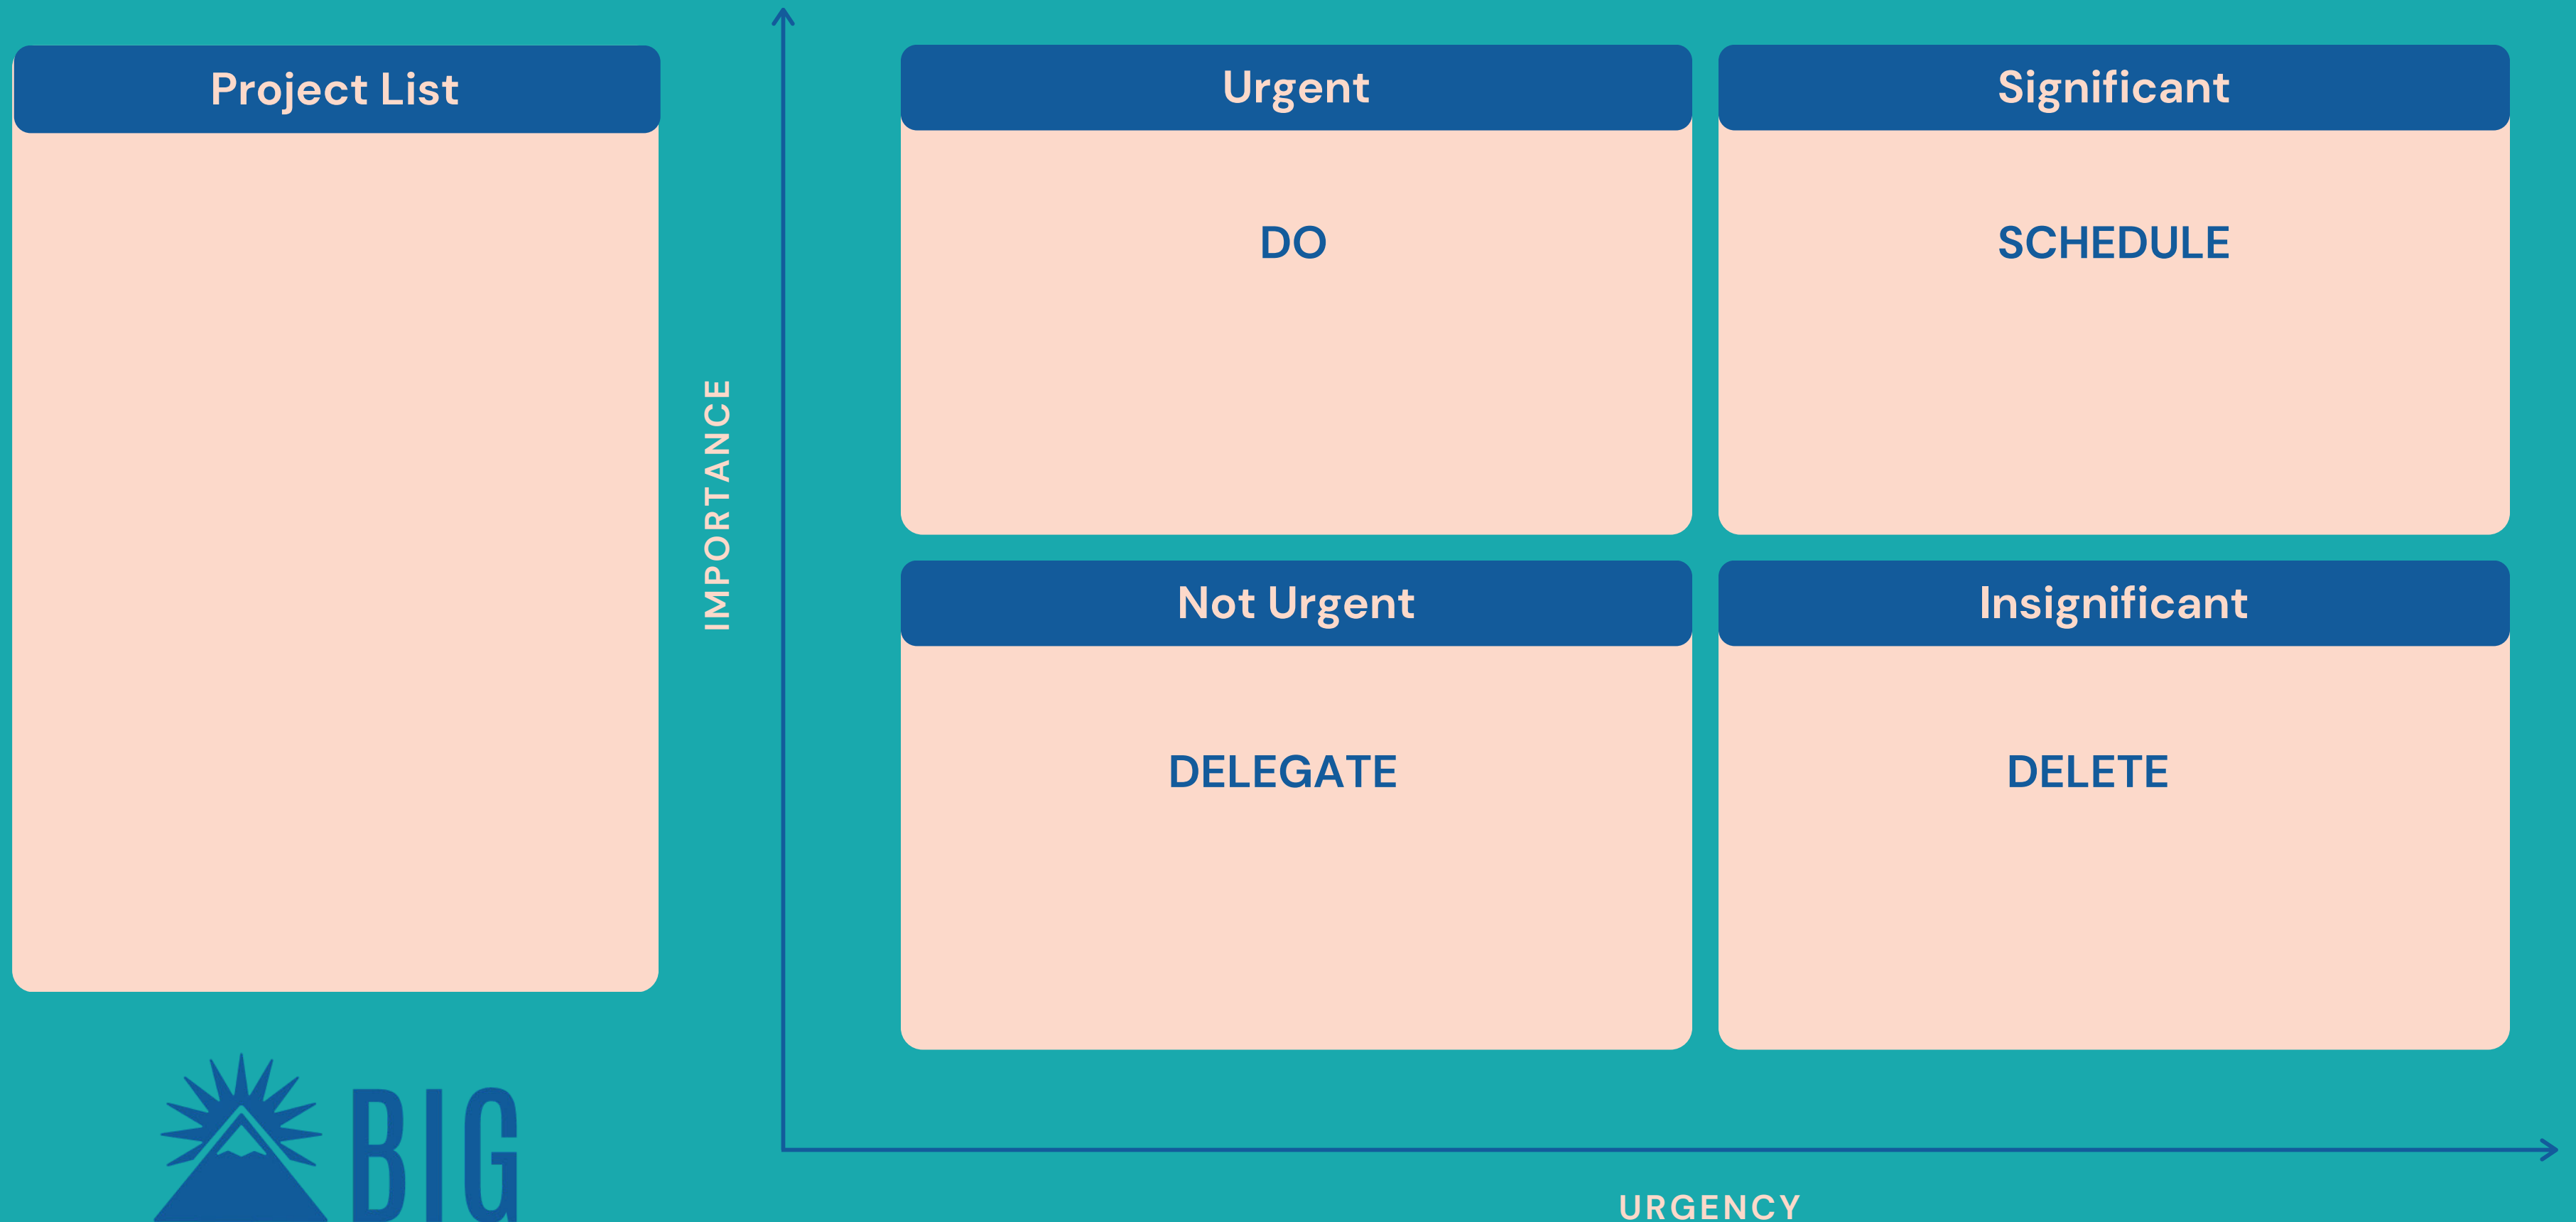 Project List
IMPORTANCE
Urgent
DO
Significant
SCHEDULE
Not Urgent
DELEGATE
Insignificant
DELETE
URGENCY
BIG